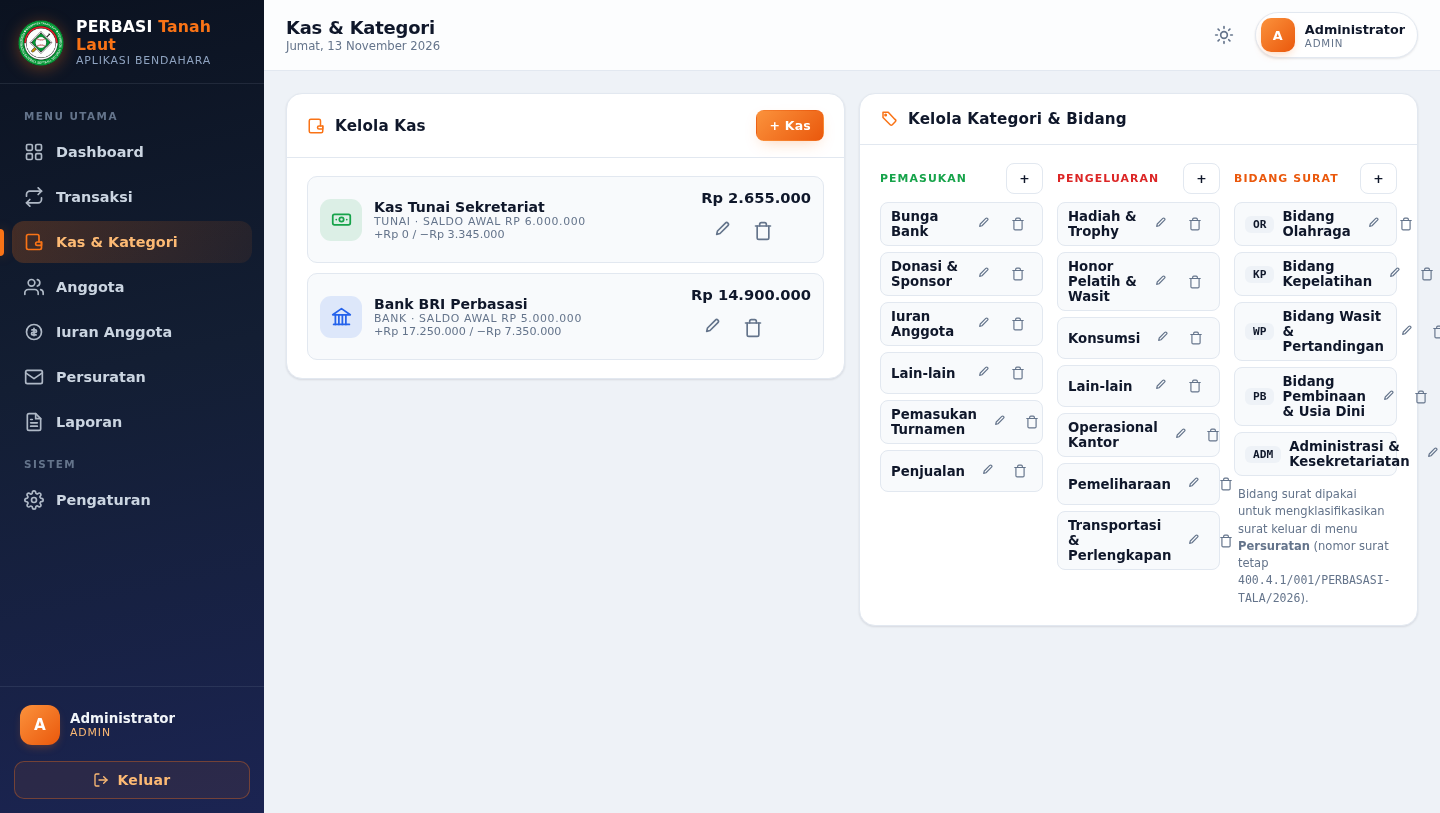 PERBASI Tanah
Laut
APLIKASI BENDAHARA
MENU UTAMA
Dashboard
Transaksi
Kas & Kategori
Anggota
Iuran Anggota
Persuratan
Laporan
SISTEM
Pengaturan
A
Administrator
ADMIN
Keluar
Kas & Kategori
Jumat, 13 November 2026
A
Administrator
ADMIN
Kelola Kas
+ Kas
Kas Tunai Sekretariat
TUNAI · SALDO AWAL RP 6.000.000
+Rp 0 / −Rp 3.345.000
Rp 2.655.000
Bank BRI Perbasasi
BANK · SALDO AWAL RP 5.000.000
+Rp 17.250.000 / −Rp 7.350.000
Rp 14.900.000
Kelola Kategori & Bidang
PEMASUKAN
+
Bunga
Bank
Donasi &
Sponsor
Iuran
Anggota
Lain-lain
Pemasukan
Turnamen
Penjualan
PENGELUARAN
+
Hadiah &
Trophy
Honor
Pelatih &
Wasit
Konsumsi
Lain-lain
Operasional
Kantor
Pemeliharaan
Transportasi
&
Perlengkapan
BIDANG SURAT
+
OR
Bidang
Olahraga
KP
Bidang
Kepelatihan
WP
Bidang Wasit
&
Pertandingan
PB
Bidang
Pembinaan
& Usia Dini
ADM
Administrasi &
Kesekretariatan
Bidang surat dipakai
untuk mengklasifikasikan
surat keluar di menu
Persuratan (nomor surat
tetap
400.4.1/001/PERBASASI-
TALA/2026).